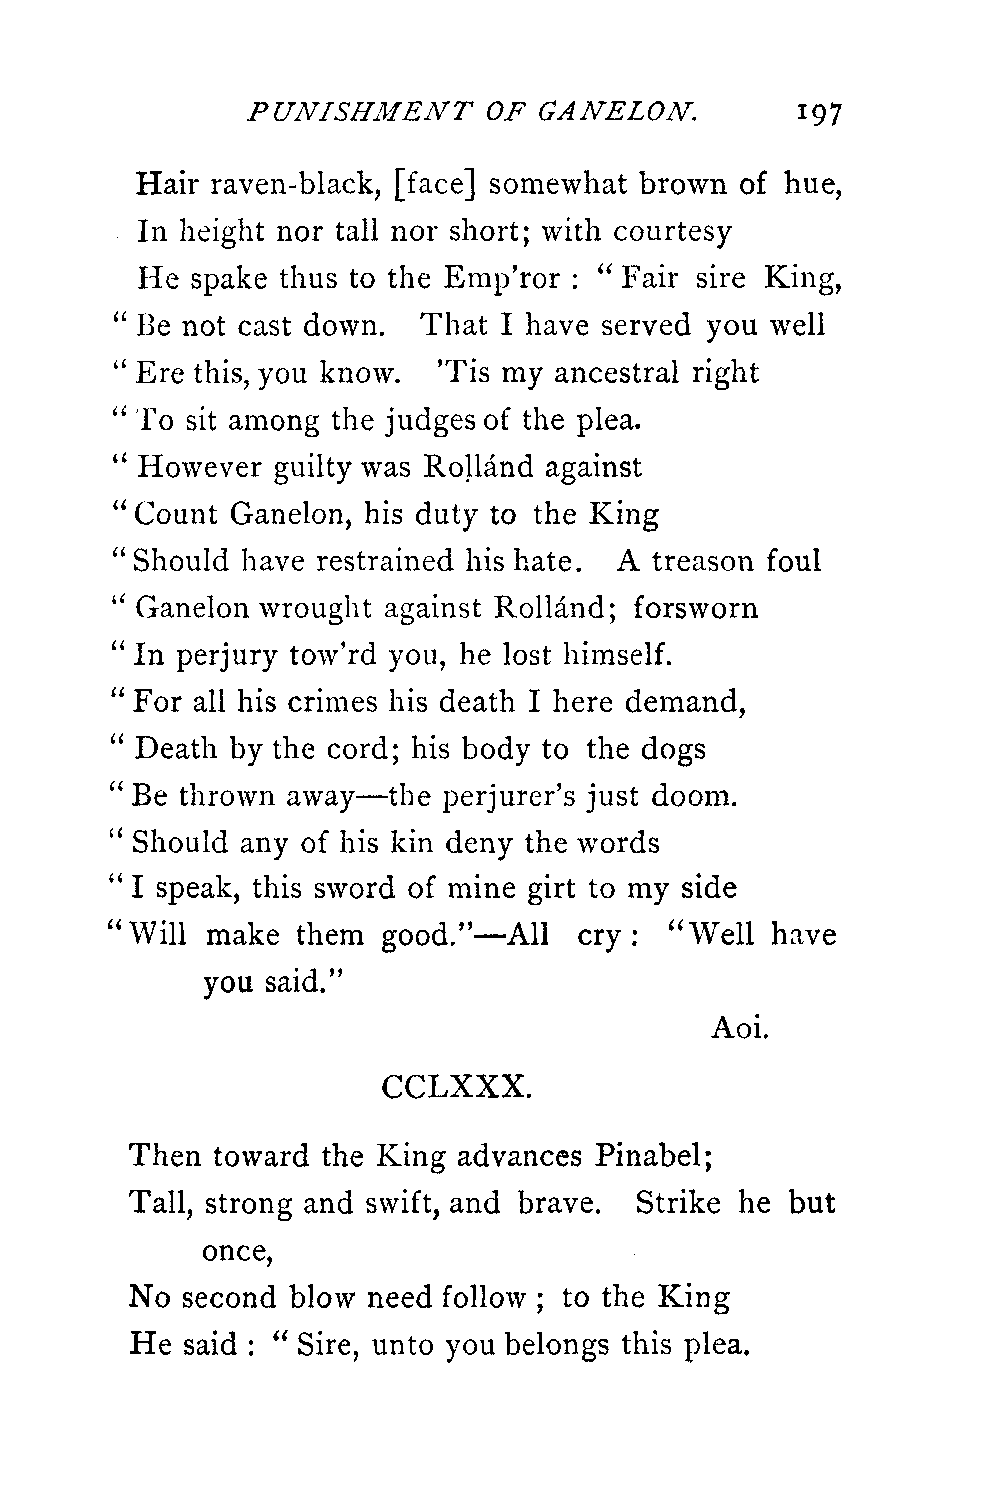 PUNISHMENT OF GANELON. 197
Hair raven-black, [face] somewhat brown of hue,
In height nor tall nor short; with courtesy
He spake thus to the Emp'ror : “ Fair sire King,
“ Be not cast down. That I have served you well
“ Ere this, you know. 'Tis my ancestral right
“ To sit among the judges of the plea.
“ However guilty was Rollánd against
“ Count Ganelon, his duty to the King
“ Should have restrained his hate. A treason foul
“ Ganelon wrought against Rollánd; forsworn
“ In perjury tow'rd you, he lost himself.
“ For all his crimes his death I here demand,
“ Death by the cord; his body to the dogs
“ Be thrown away—the perjurer's just doom.
“ Should any of his kin deny the words
“ I speak, this sword of mine girt to my side
“ Will make them good.”—All cry : “Well have
you said.”
Aoi.
CCLXXX.
Then toward the King advances Pinabel;
Tall, strong and swift, and brave. Strike he but
once,
No second blow need follow ; to the King
He said : “ Sire, unto you belongs this plea.